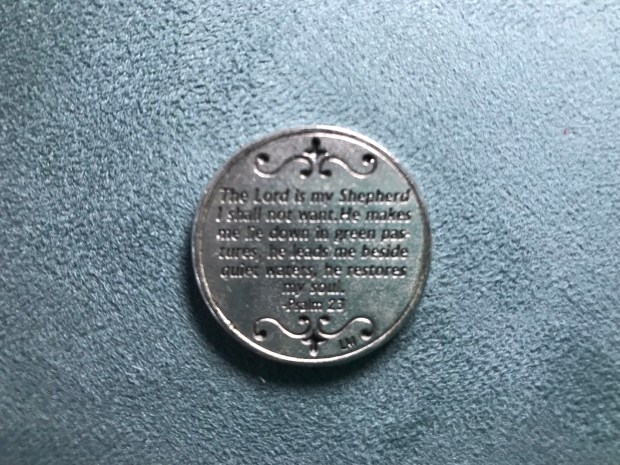 The Lord is my Shepherd
I shall not want. He makes
me lie down in green pas-
tures, he leads me beside
quiet waters, he restores
my soul.
-Psalm 23
LM